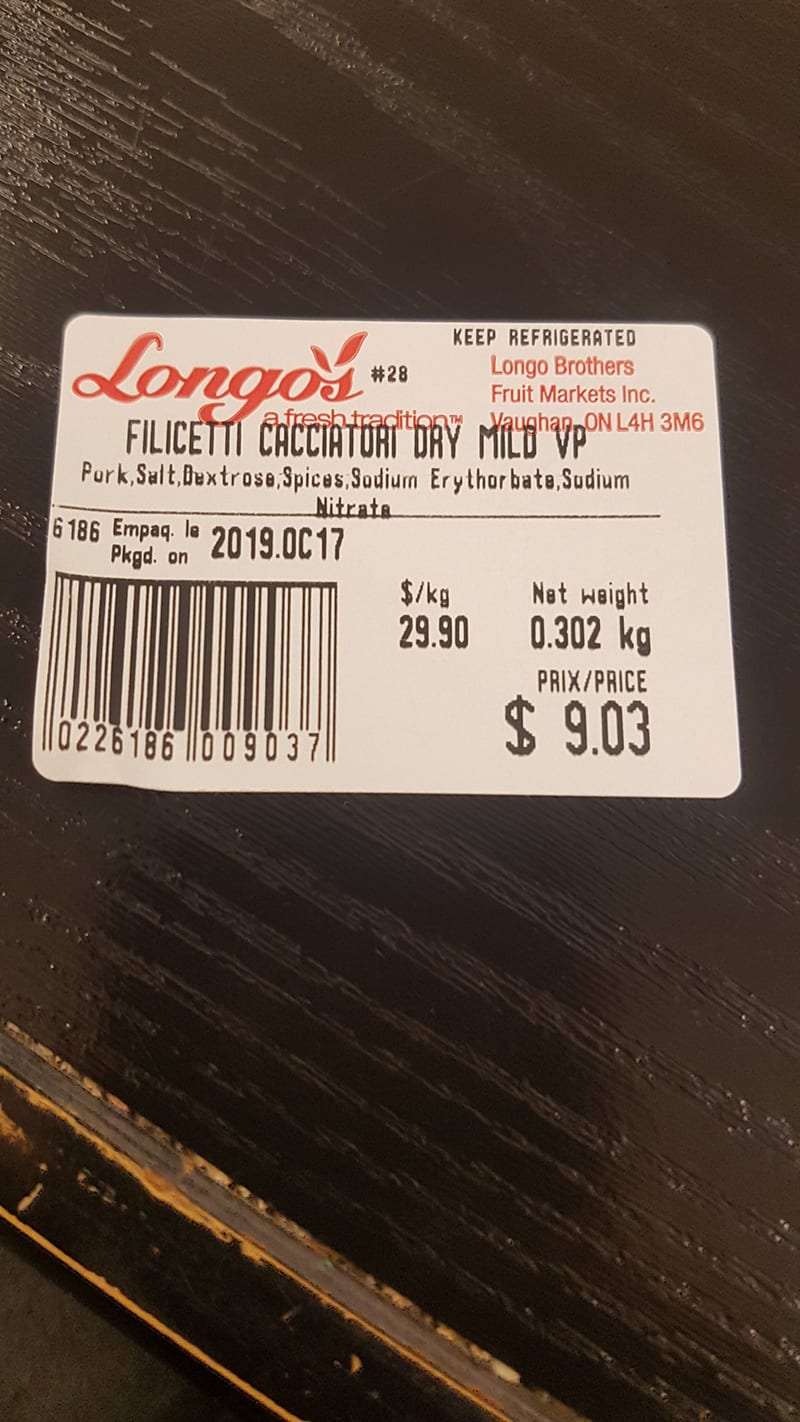 KEEP REFRIGERATED
Longo's #28
a fresh tradition™
Longo Brothers
Fruit Markets Inc.
Vaughan, ON L4H 3M6
FILICETTI CACCIATORI DRY MILD VP
Pork,Salt,Dextrose,Spices,Sodium Erythorbate,Sodium
Nitrate
6186 Empaq. le
Pkgd. on 2019.OC17
$/kg Net weight
29.90 0.302 kg
PRIX/PRICE
$ 9.03
0226186 009037